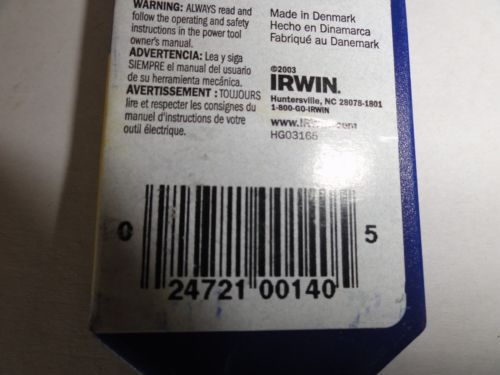 WARNING: ALWAYS read and
follow the operating and safety
instructions in the power tool
owner's manual.
ADVERTENCIA: Lea y siga
SIEMPRE el manual del usuario
de su herramienta mecánica.
AVERTISSEMENT : TOUJOURS
lire et respecter les consignes du
manuel d'instructions de votre
outil électrique.
Made in Denmark
Hecho en Dinamarca
Fabriqué au Danemark
©2003
IRWIN.
Huntersville, NC 28078-1801
1-800-GO-IRWIN
HG03165
0 24721 00140 5